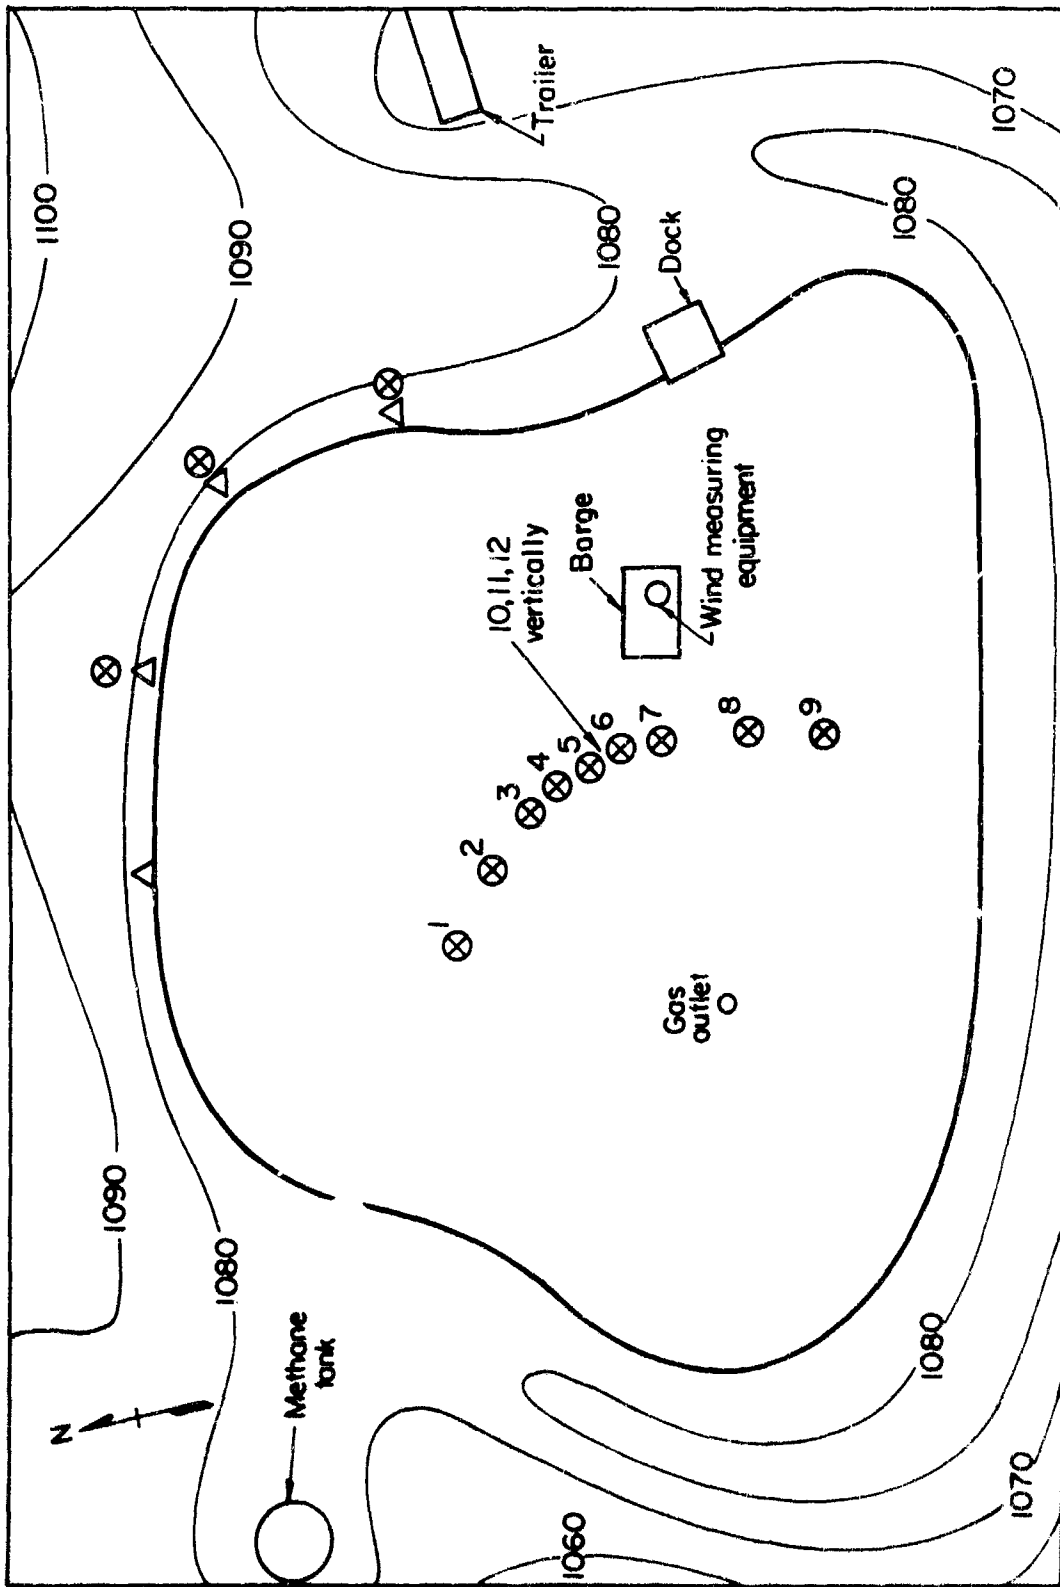 N
1100
1090
1080
Trailer
1070
1080
Dock
10,11,12
vertically
Barge
Wind measuring
equipment
1
2
3
4
5
6
7
8
9
Gas
outlet
1090
1080
Methane
tank
1060
1070
1080